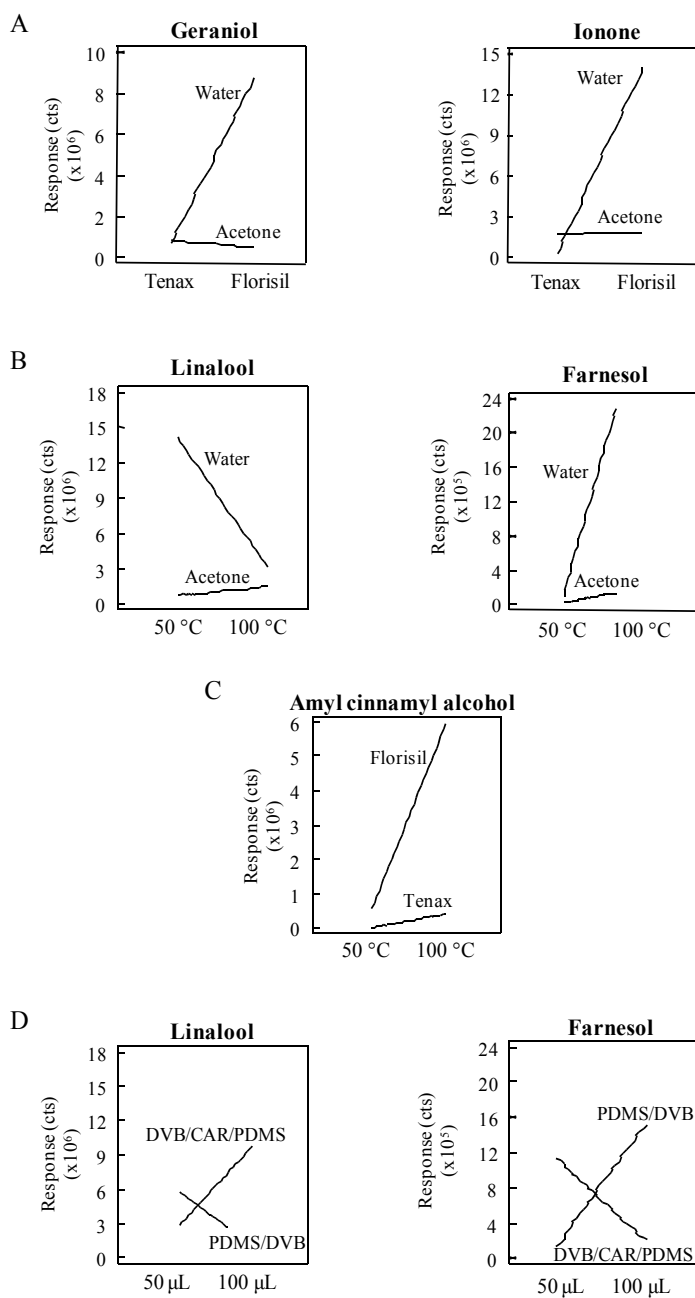 A
Geraniol
Response (cts)
(x10⁶)
10
8
6
4
2
0
Water
Acetone
Tenax Florisil
Ionone
Response (cts)
(x10⁶)
15
12
9
6
3
0
Water
Acetone
Tenax Florisil
B
Linalool
Response (cts)
(x10⁶)
18
15
12
9
6
3
0
Water
Acetone
50 °C 100 °C
Farnesol
Response (cts)
(x10⁵)
24
20
16
12
8
4
0
Water
Acetone
50 °C 100 °C
C
Amyl cinnamyl alcohol
Response (cts)
(x10⁶)
6
5
4
3
2
1
0
Florisil
Tenax
50 °C 100 °C
D
Linalool
Response (cts)
(x10⁶)
18
15
12
9
6
3
0
DVB/CAR/PDMS
PDMS/DVB
50 µL 100 µL
Farnesol
Response (cts)
(x10⁵)
24
20
16
12
8
4
0
PDMS/DVB
DVB/CAR/PDMS
50 µL 100 µL